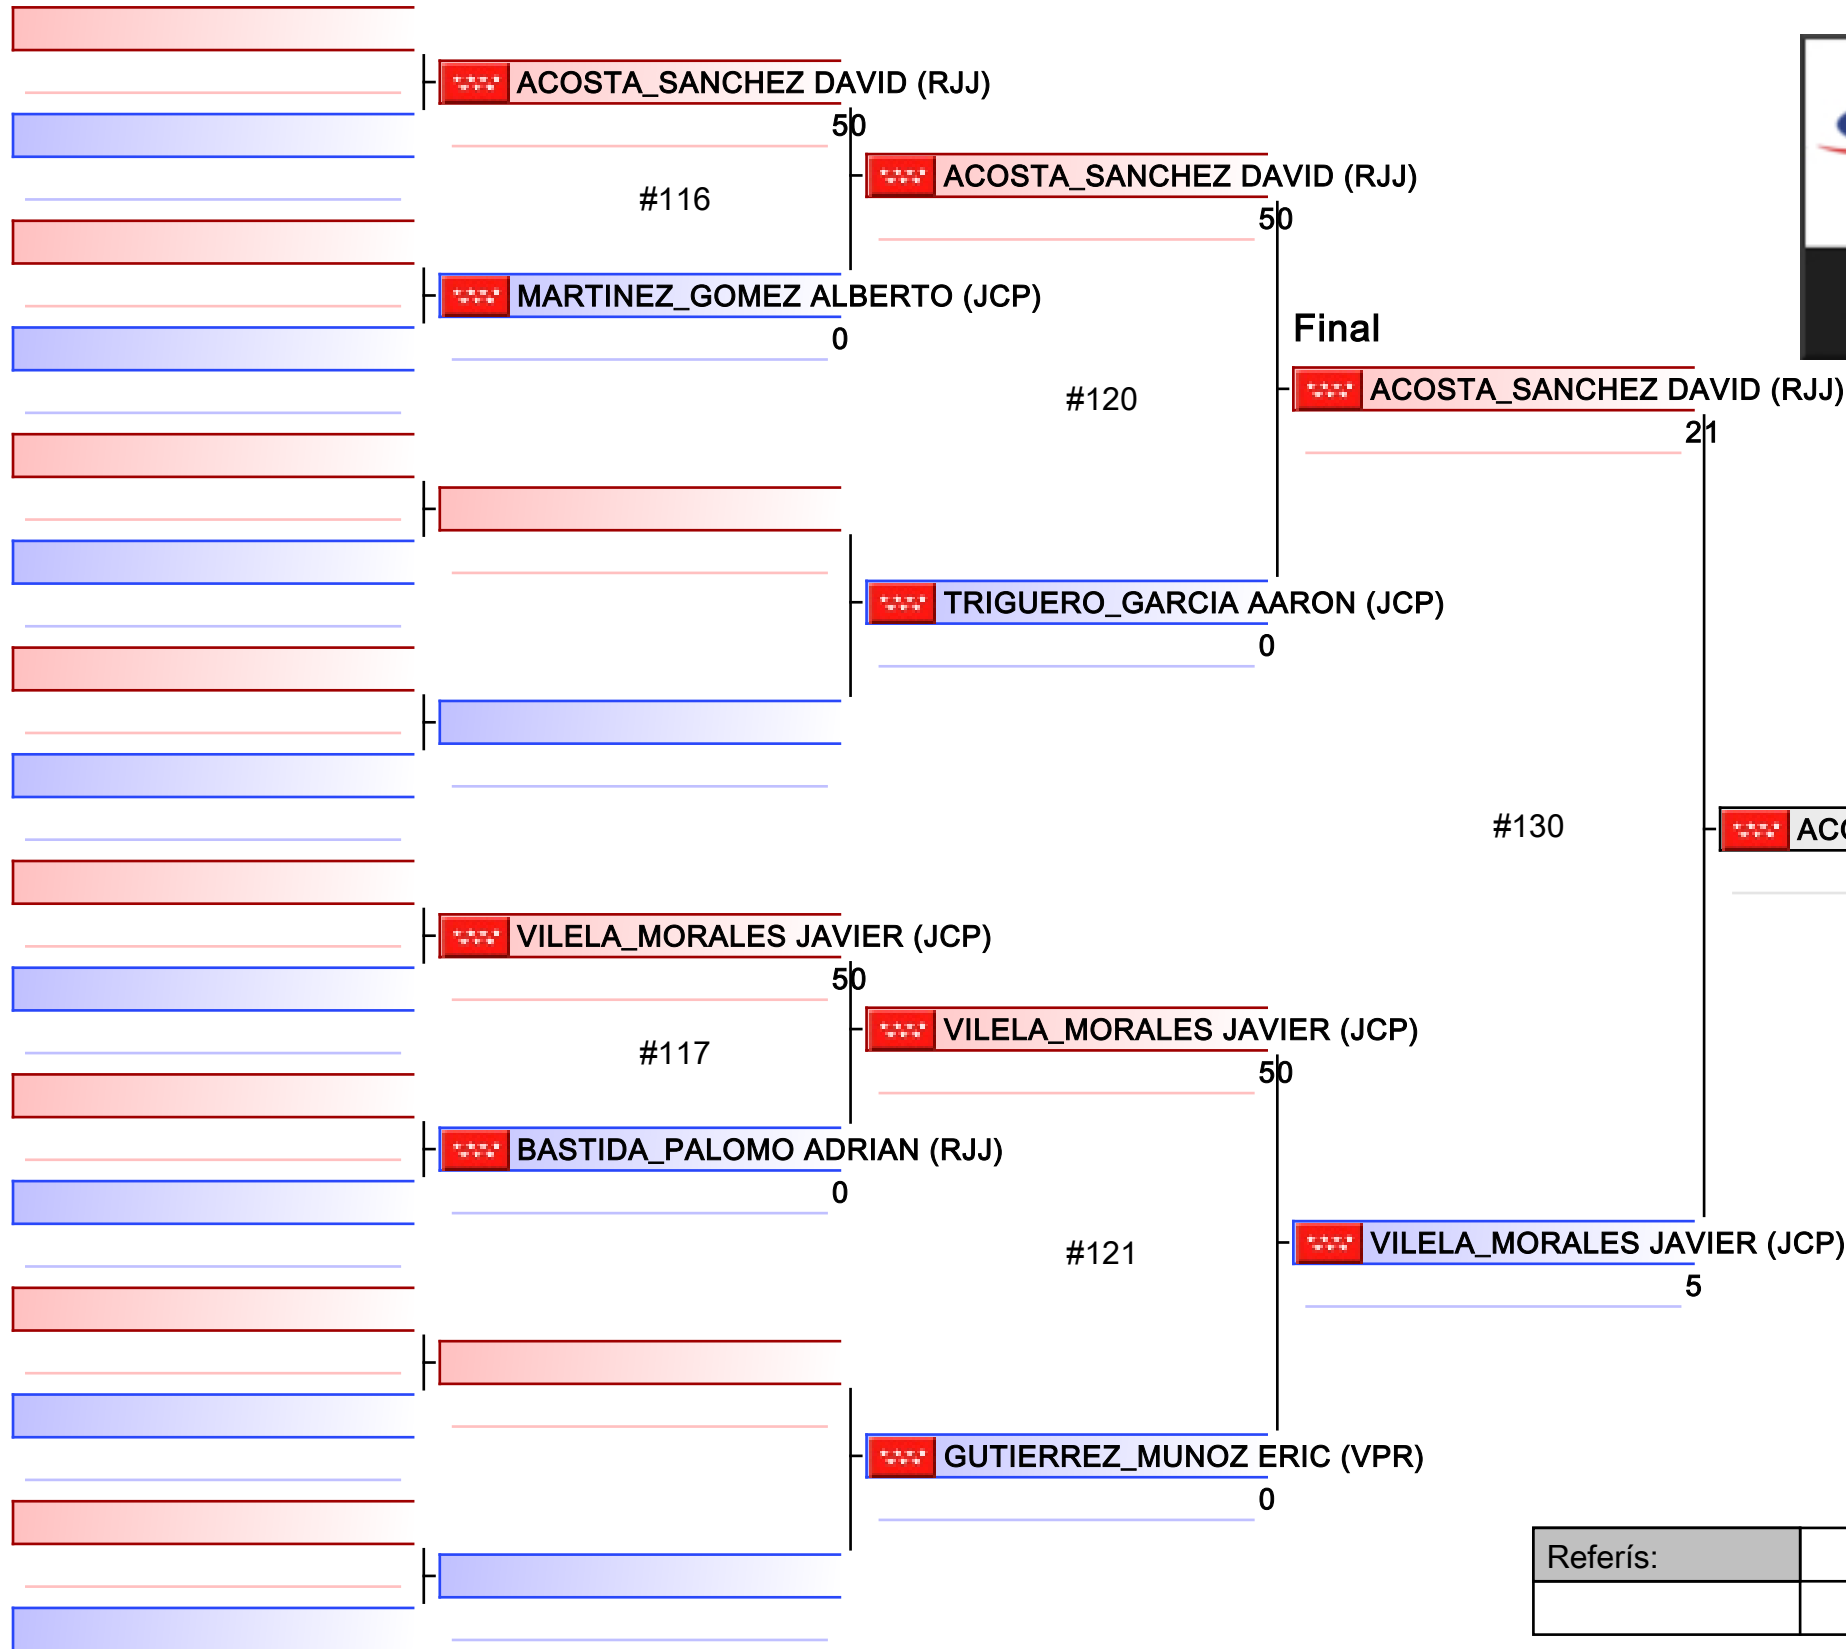 ACOSTA_SANCHEZ DAVID (RJJ)
50
#116
MARTINEZ_GOMEZ ALBERTO (JCP)
0
ACOSTA_SANCHEZ DAVID (RJJ)
50
#120
TRIGUERO_GARCIA AARON (JCP)
0
Final
ACOSTA_SANCHEZ DAVID (RJJ)
21
#130
VILELA_MORALES JAVIER (JCP)
50
#117
BASTIDA_PALOMO ADRIAN (RJJ)
0
VILELA_MORALES JAVIER (JCP)
50
#121
GUTIERREZ_MUNOZ ERIC (VPR)
0
VILELA_MORALES JAVIER (JCP)
5
Referís: